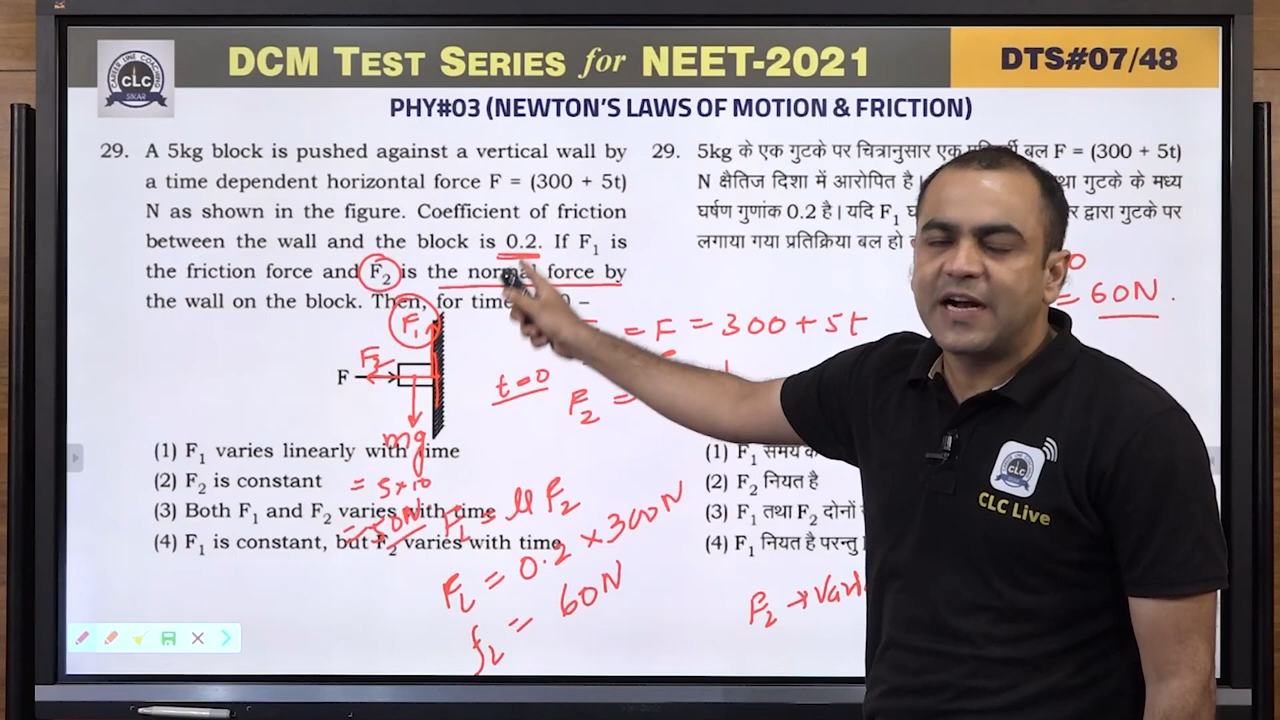 DCM TEST SERIES for NEET-2021
DTS#07/48
CAREER LINE COACHING
CLC
SIKAR
PHY#03 (NEWTON'S LAWS OF MOTION & FRICTION)
29. A 5kg block is pushed against a vertical wall by
a time dependent horizontal force F = (300 + 5t)
N as shown in the figure. Coefficient of friction
between the wall and the block is 0.2. If F₁ is
the friction force and F₂ is the normal force by
the wall on the block. Then, for time
F₁
F₂
F
mg
= 5×10
= 50N
(1) F₁ varies linearly with time
(2) F₂ is constant
(3) Both F₁ and F₂ varies with time
(4) F₁ is constant, but F₂ varies with time
= F = 300 + 5t
t=0
F₂ =
= μ F₂
= 0.2 × 300N
= 60N
29. 5kg के एक गुटके पर चित्रानुसार एक बल F = (300 + 5t)
N क्षैतिज दिशा में आरोपित है। था गुटके के मध्य
घर्षण गुणांक 0.2 है। यदि F₁ द्वारा गुटके पर
लगाया गया प्रतिक्रिया बल हो
= 60N.
(1) F₁ समय
(2) F₂ नियत है
(3) F₁ तथा F₂ दोनों
(4) F₁ नियत है परन्तु
F₂ →
CLC
CLC Live